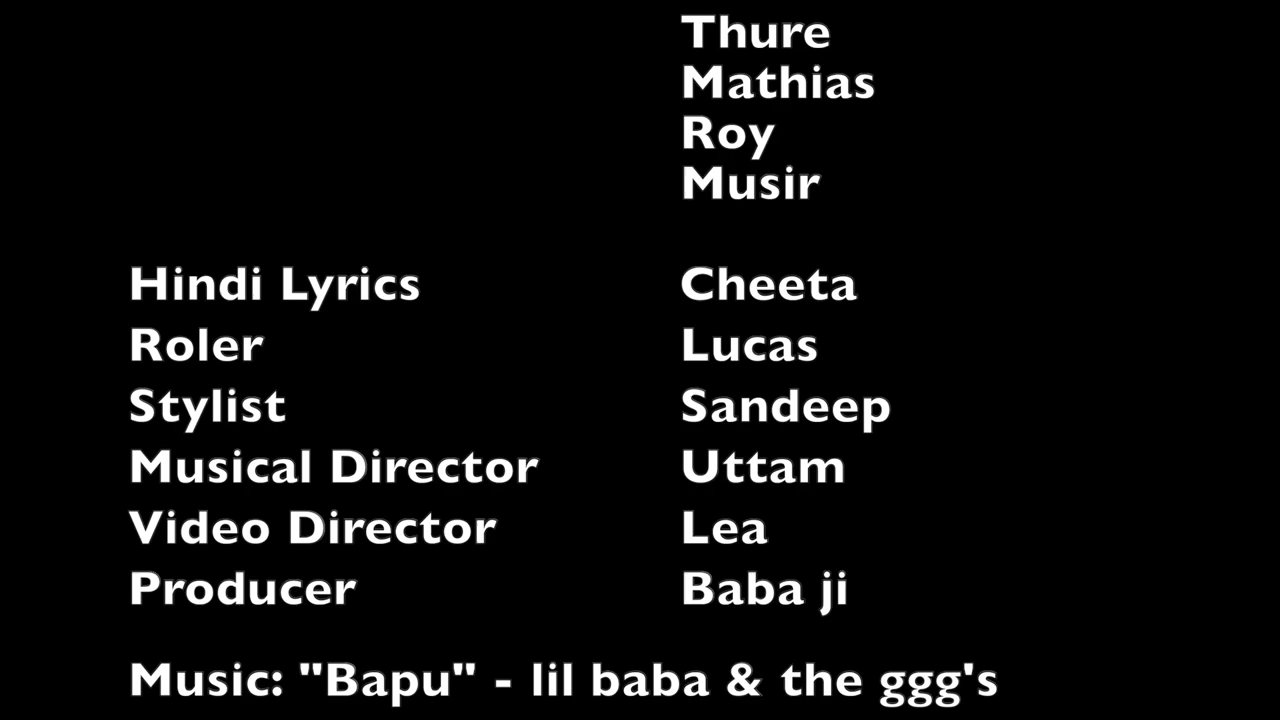 Thure
Mathias
Roy
Musir
Hindi Lyrics Cheeta
Roler Lucas
Stylist Sandeep
Musical Director Uttam
Video Director Lea
Producer Baba ji
Music: "Bapu" - lil baba & the ggg's